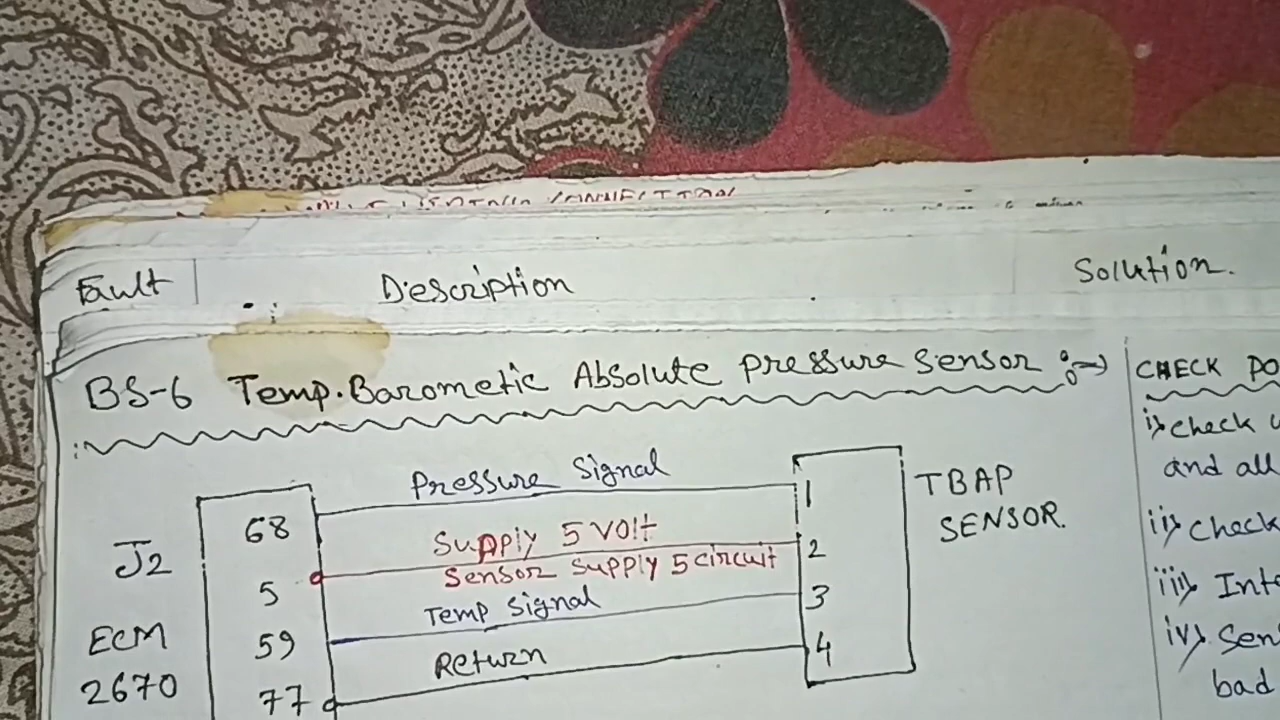 Fault Description Solution.
BS-6 Temp. Barometic Absolute pressure sensor :→
CHECK PO
Pressure Signal
Supply 5 Volt
Sensor supply 5 circuit
Temp signal
Return
J2
ECM
2670
68
5
59
77
1
2
3
4
TBAP
SENSOR.
i) check
and all
ii) check
iii) Inte
iv) Sen
bad